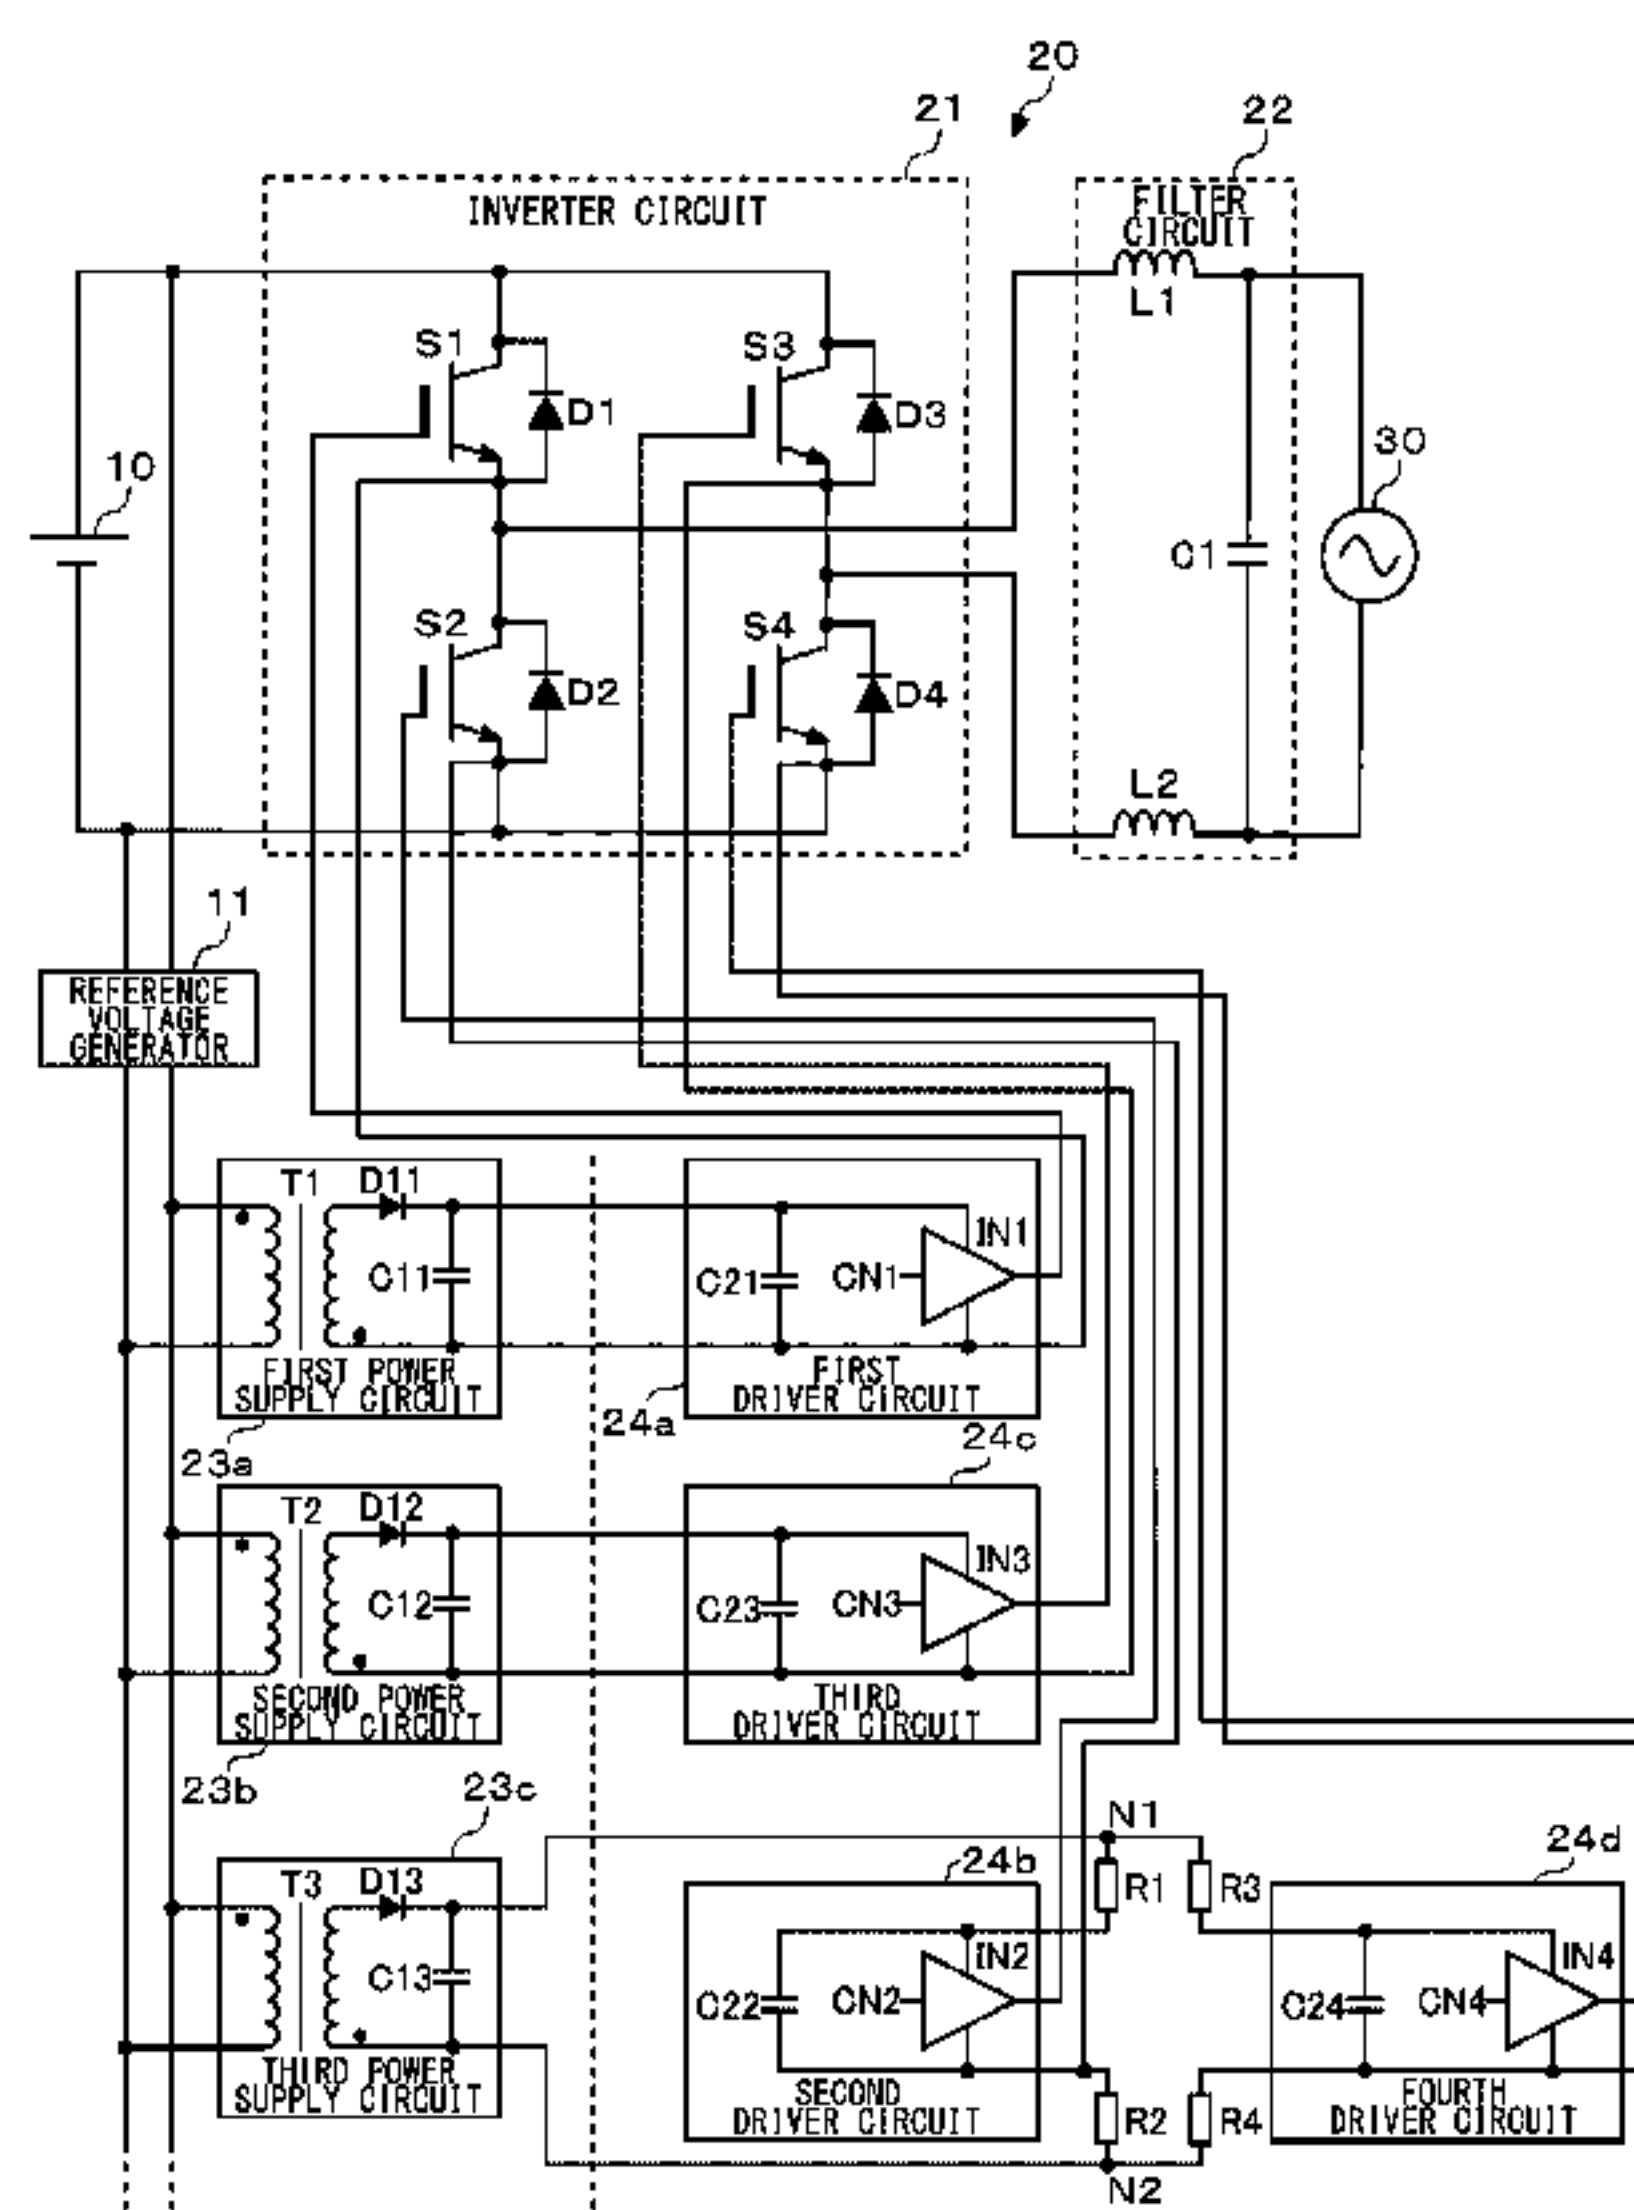 20
21
22
INVERTER CIRCUIT
FILTER
CIRCUIT
L1
S1
S3
D1
D3
10
30
C1
S2
S4
D2
D4
L2
11
REFERENCE
VOLTAGE
GENERATOR
T1
D11
C11
FIRST POWER
SUPPLY CIRCUIT
23a
IN1
C21
CN1
FIRST
DRIVER CIRCUIT
24a
24c
T2
D12
C12
SECOND POWER
SUPPLY CIRCUIT
23b
IN3
C23
CN3
THIRD
DRIVER CIRCUIT
23c
T3
D13
C13
THIRD POWER
SUPPLY CIRCUIT
N1
24b
R1
R3
24d
IN2
C22
CN2
SECOND
DRIVER CIRCUIT
R2
R4
N2
IN4
C24
CN4
FOURTH
DRIVER CIRCUIT